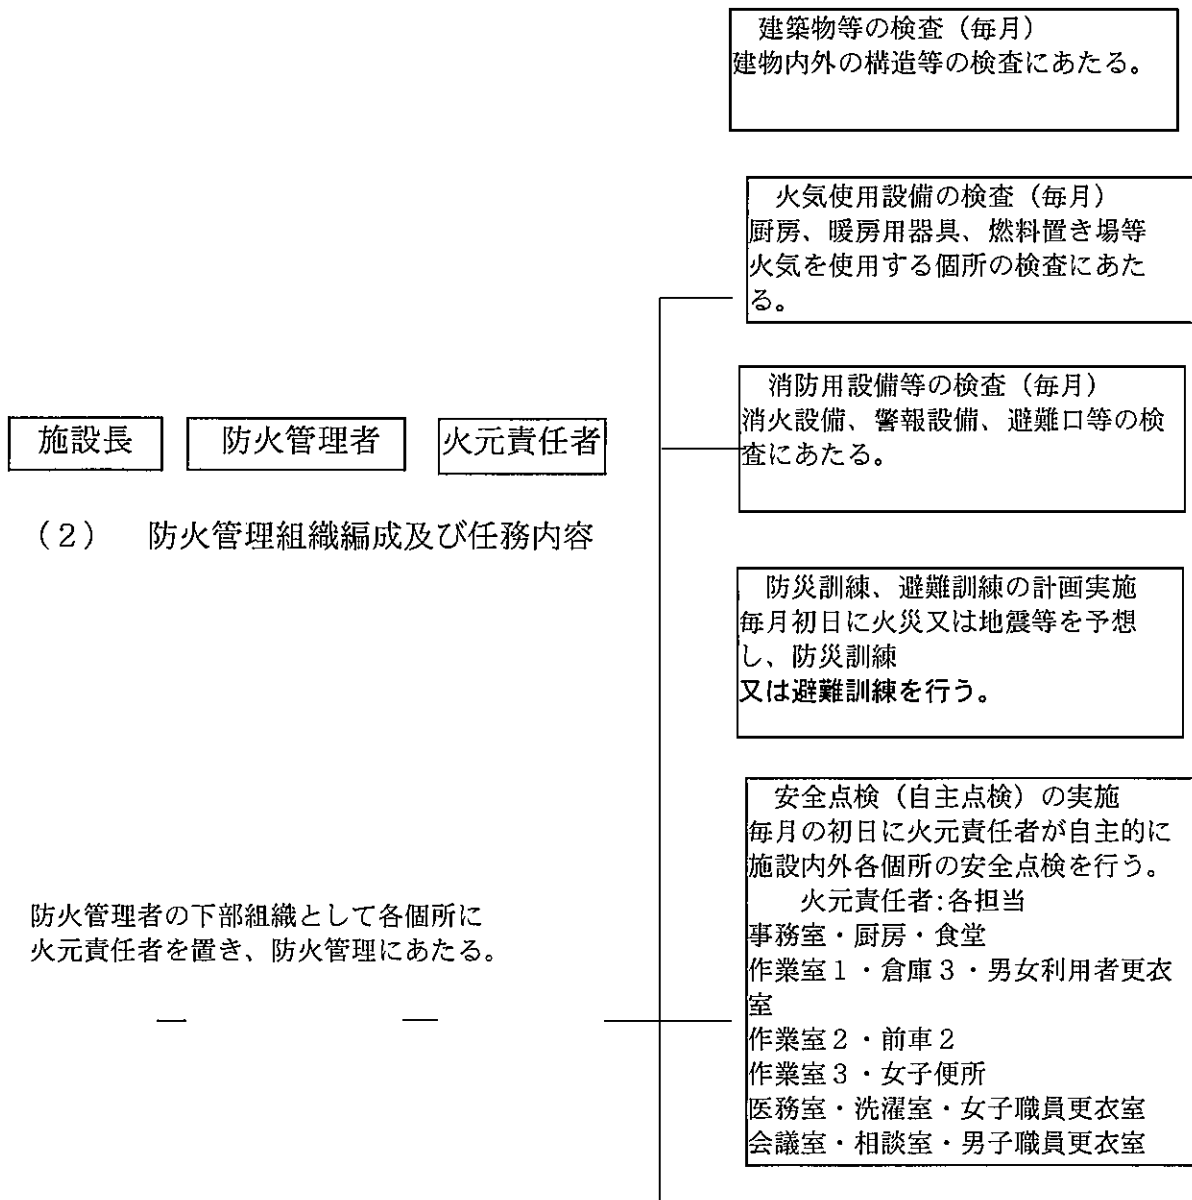 建築物等の検査（毎月）
建物内外の構造等の検査にあたる。
火気使用設備の検査（毎月）
厨房、暖房用器具、燃料置き場等
火気を使用する個所の検査にあた
る。
消防用設備等の検査（毎月）
消火設備、警報設備、避難口等の検
査にあたる。
施設長 防火管理者 火元責任者
（２） 防火管理組織編成及び任務内容
防災訓練、避難訓練の計画実施
毎月初日に火災又は地震等を予想
し、防災訓練
又は避難訓練を行う。
安全点検（自主点検）の実施
毎月の初日に火元責任者が自主的に
施設内外各個所の安全点検を行う。
火元責任者:各担当
事務室・厨房・食堂
作業室１・倉庫３・男女利用者更衣
室
作業室２・前車２
作業室３・女子便所
医務室・洗濯室・女子職員更衣室
会議室・相談室・男子職員更衣室
防火管理者の下部組織として各個所に
火元責任者を置き、防火管理にあたる。